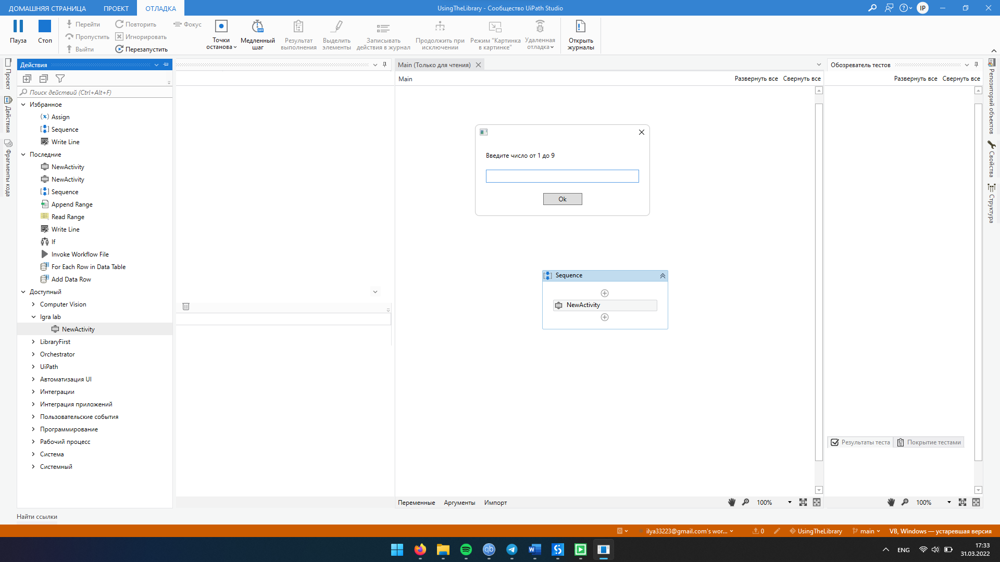 ДОМАШНЯЯ СТРАНИЦА ПРОЕКТ ОТЛАДКА UsingTheLibrary - Сообщество UiPath Studio IP
Пауза
Стоп
Перейти
Пропустить
Выйти
Повторить
Игнорировать
Перезапустить
Фокус
Точки останова
Медленный шаг
Результат выполнения
Выделить элементы
Записывать действия в журнал
Продолжить при исключении
Режим "Картинка в картинке"
Удаленная отладка
Открыть журналы
Проект
Действия
Фрагменты кода
Действия
Поиск действий (Ctrl+Alt+F)
Избранное
Assign
Sequence
Write Line
Последние
NewActivity
NewActivity
Sequence
Append Range
Read Range
Write Line
If
Invoke Workflow File
For Each Row in Data Table
Add Data Row
Доступный
Computer Vision
Igra lab
NewActivity
LibraryFirst
Orchestrator
UiPath
Автоматизация UI
Интеграции
Интеграция приложений
Пользовательские события
Программирование
Рабочий процесс
Система
Системный
Main (Только для чтения)
Main Развернуть все Свернуть все
Введите число от 1 до 9
Ok
Sequence
NewActivity
Переменные Аргументы Импорт 100%
Обозреватель тестов
Развернуть все Свернуть все
Результаты теста Покрытие тестами
100%
Репозиторий объектов
Свойства
Структура
Найти ссылки
ilya33223@gmail.com's wor... 0 UsingTheLibrary main VB, Windows — устаревшая версия
OFF
qb
ENG
17:33
31.03.2022